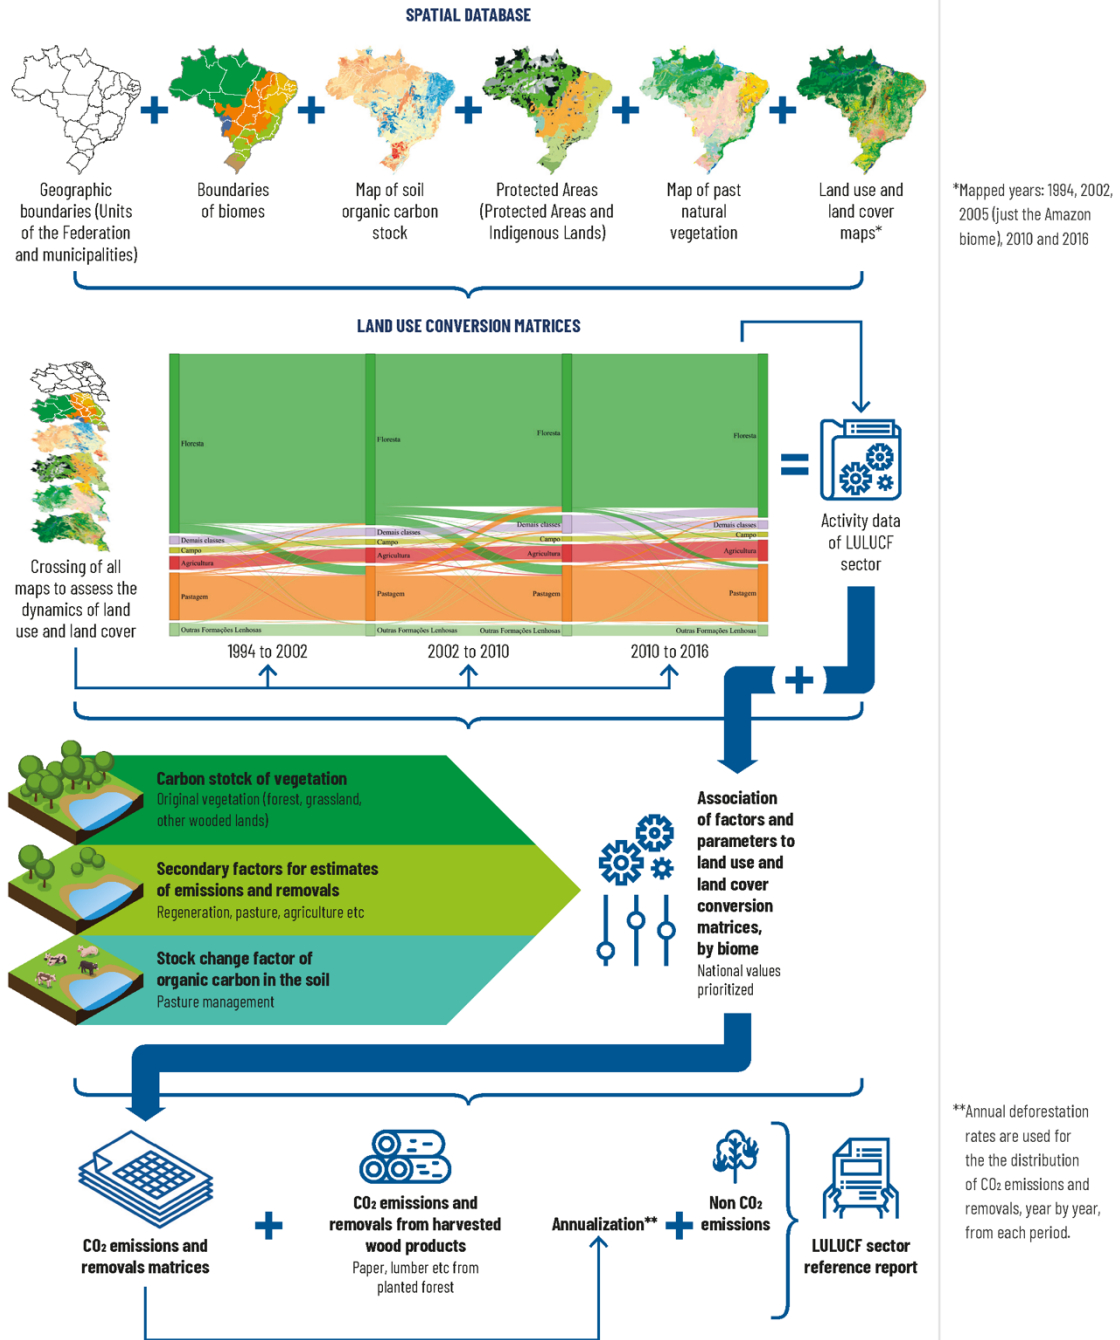 SPATIAL DATABASE
Geographic
boundaries (Units
of the Federation
and municipalities)
Boundaries
of biomes
Map of soil
organic carbon
stock
Protected Areas
(Protected Areas and
Indigenous Lands)
Map of past
natural
vegetation
Land use and
land cover
maps*
*Mapped years: 1994, 2002,
2005 (just the Amazon
biome), 2010 and 2016
LAND USE CONVERSION MATRICES
Crossing of all
maps to assess the
dynamics of land
use and land cover
Floresta
Demais classes
Campo
Agricultura
Pastagem
Outras Formações Lenhosas
Floresta
Demais classes
Campo
Agricultura
Pastagem
Outras Formações Lenhosas
Floresta
Demais classes
Campo
Agricultura
Pastagem
Outras Formações Lenhosas
Floresta
Demais classes
Campo
Agricultura
Pastagem
Outras Formações Lenhosas
1994 to 2002
2002 to 2010
2010 to 2016
Activity data
of LULUCF
sector
Carbon stotck of vegetation
Original vegetation (forest, grassland,
other wooded lands)
Secondary factors for estimates
of emissions and removals
Regeneration, pasture, agriculture etc
Stock change factor of
organic carbon in the soil
Pasture management
Association
of factors and
parameters to
land use and
land cover
conversion
matrices,
by biome
National values
prioritized
CO₂ emissions and
removals matrices
CO₂ emissions and
removals from harvested
wood products
Paper, lumber etc from
planted forest
Annualization**
Non CO₂
emissions
LULUCF sector
reference report
**Annual deforestation
rates are used for
the the distribution
of CO₂ emissions and
removals, year by year,
from each period.